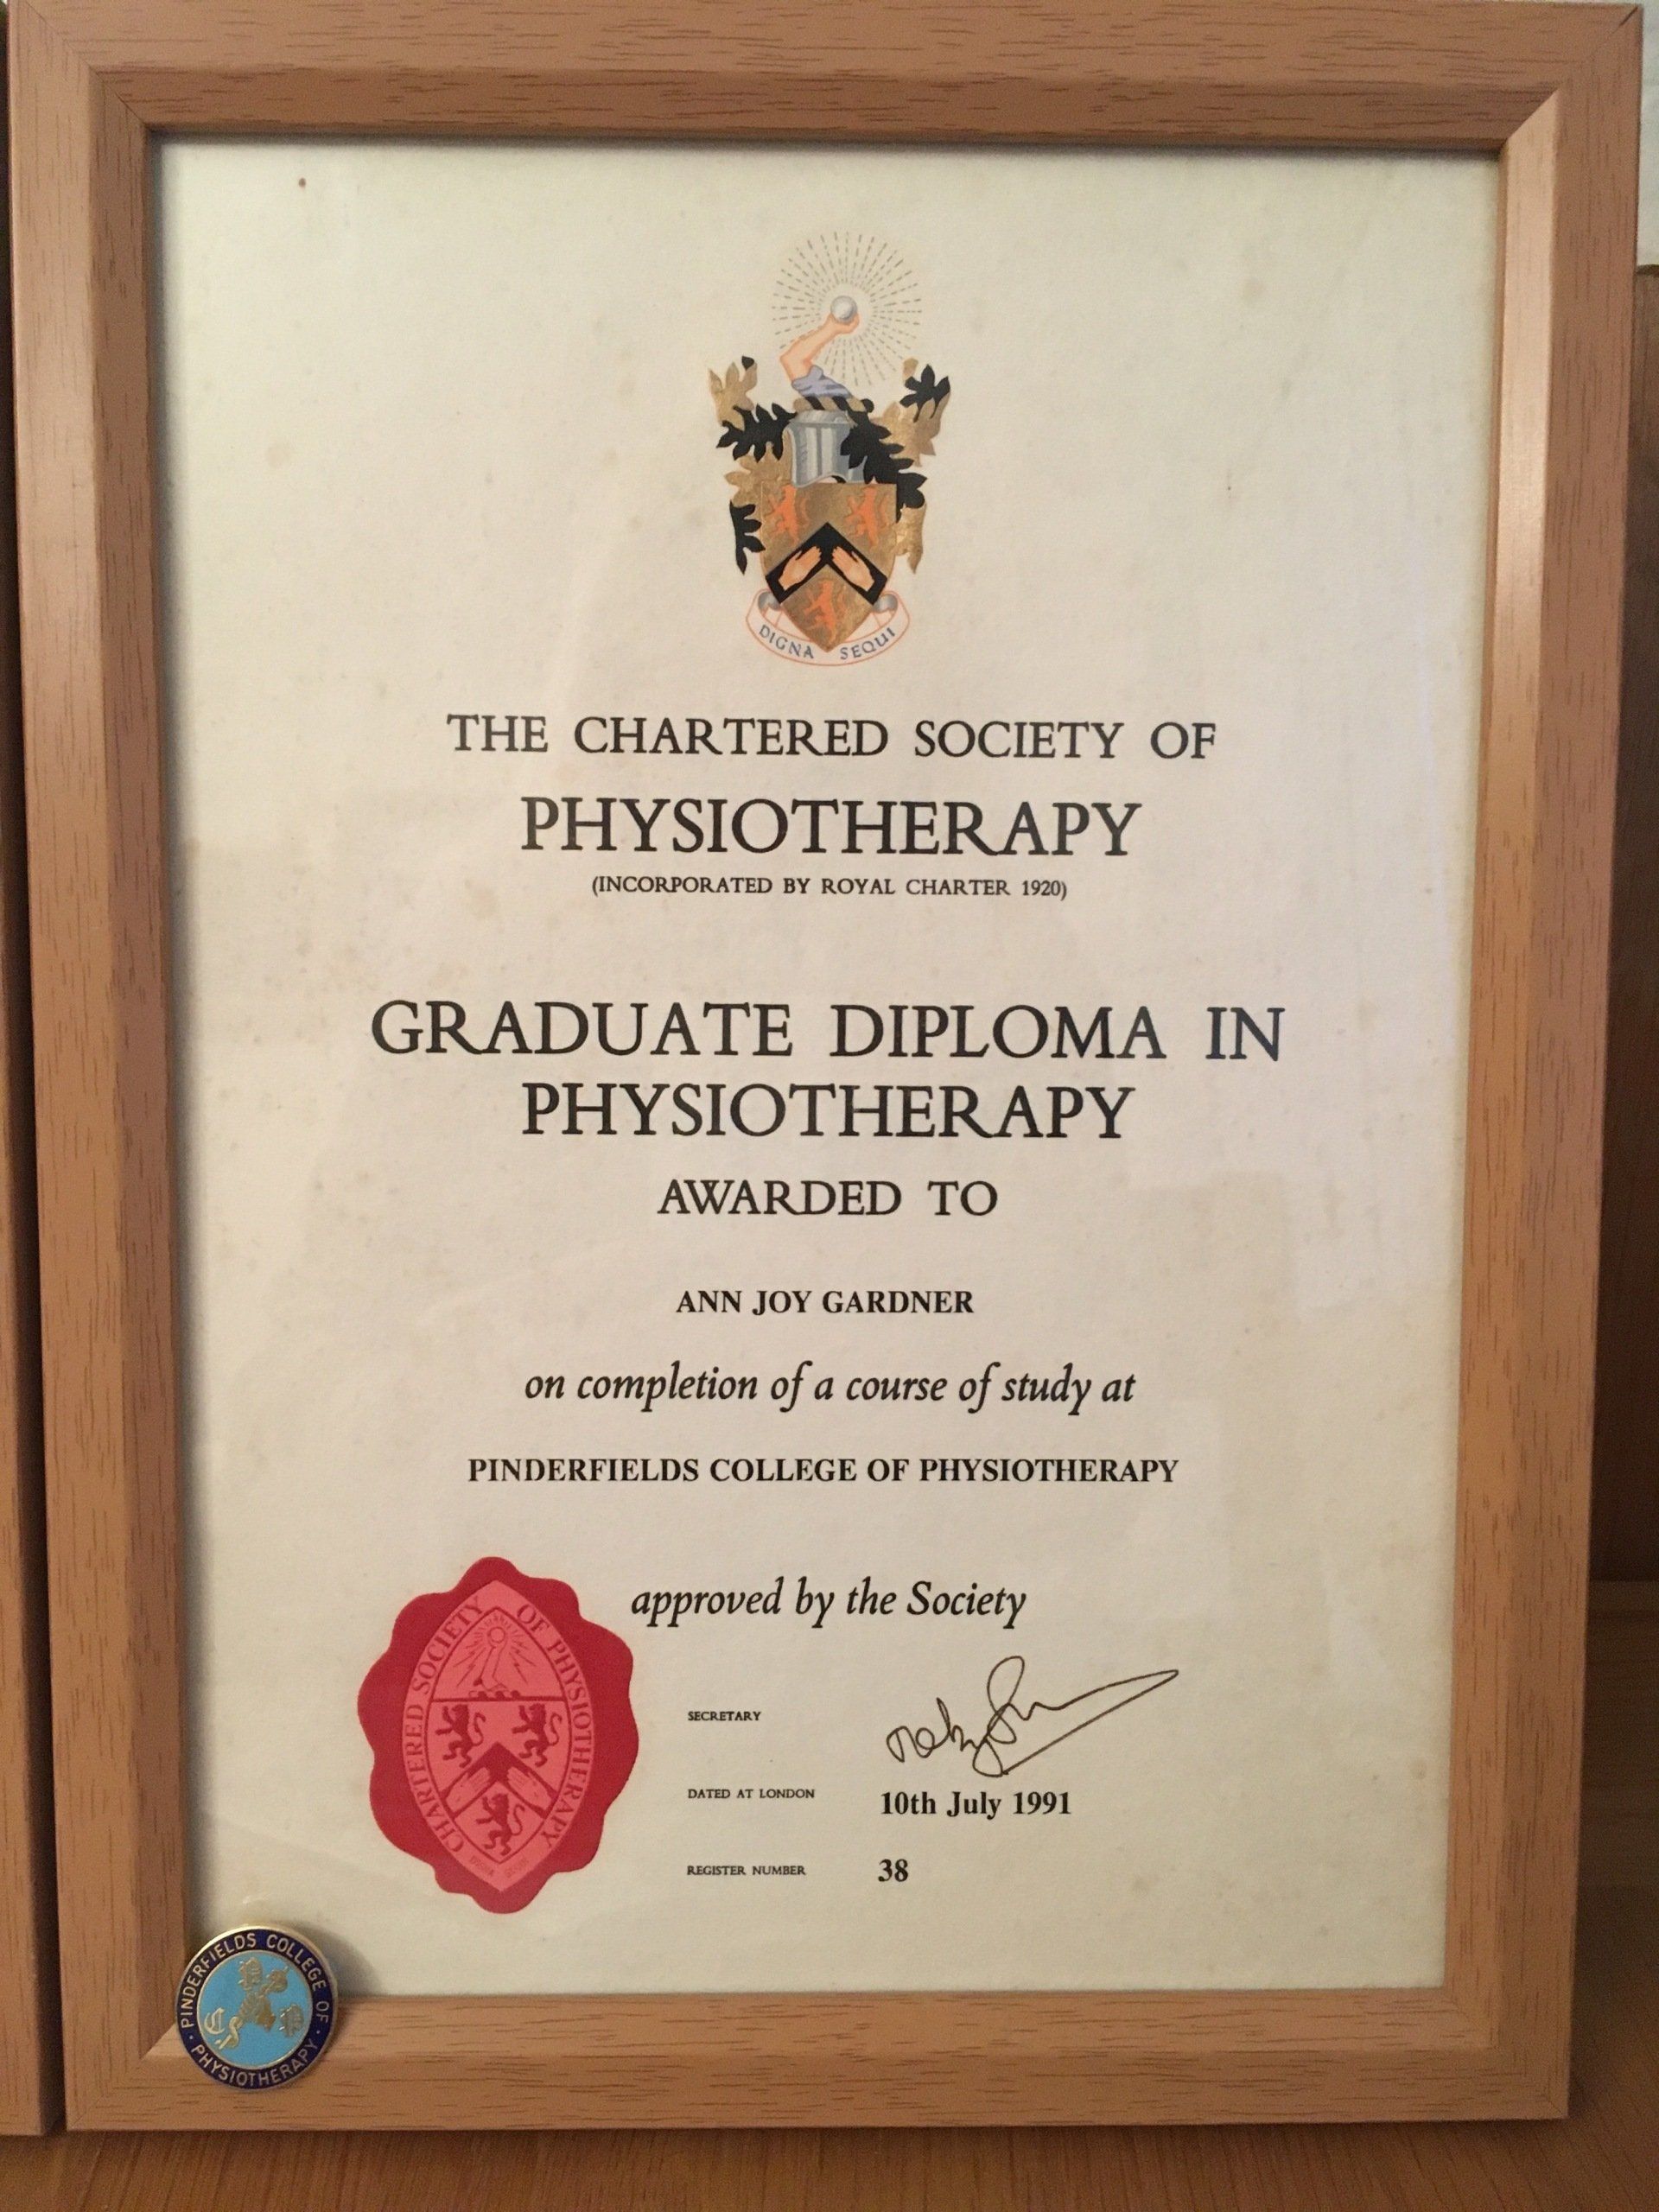 DIGNA SEQUI
THE CHARTERED SOCIETY OF
PHYSIOTHERAPY
(INCORPORATED BY ROYAL CHARTER 1920)
GRADUATE DIPLOMA IN
PHYSIOTHERAPY
AWARDED TO
ANN JOY GARDNER
on completion of a course of study at
PINDERFIELDS COLLEGE OF PHYSIOTHERAPY
approved by the Society
CHARTERED SOCIETY OF PHYSIOTHERAPY
SECRETARY
DATED AT LONDON 10th July 1991
REGISTER NUMBER 38
PINDERFIELDS COLLEGE OF
PHYSIOTHERAPY